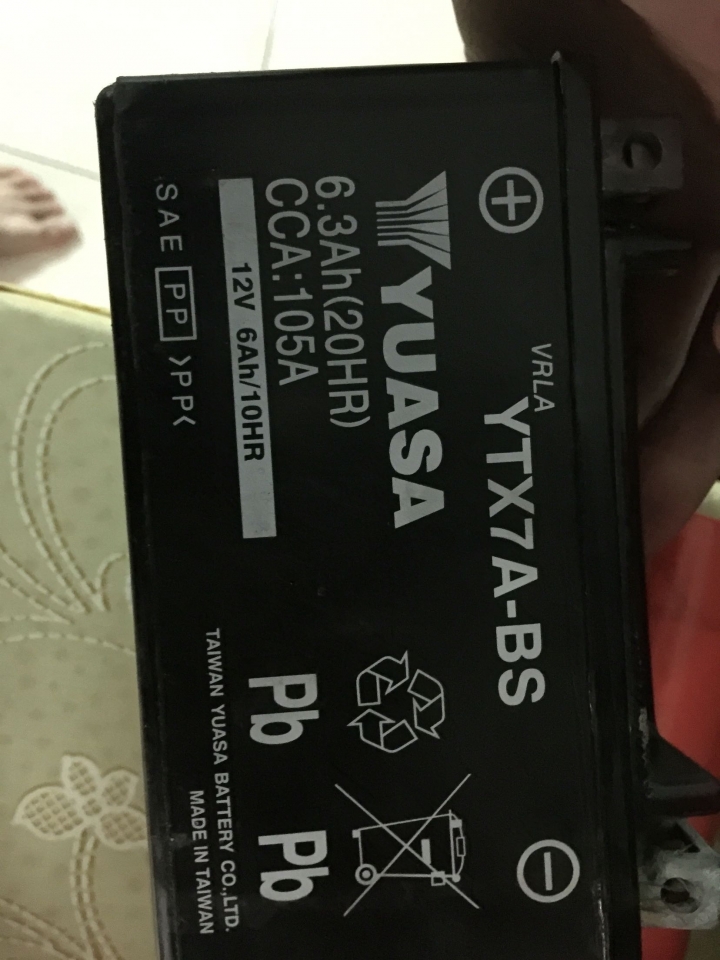 VRLA
YTX7A-BS
YUASA
6.3Ah(20HR)
CCA:105A
12V 6Ah/10HR
SAE PP >PP<
Pb
Pb
TAIWAN YUASA BATTERY CO.,LTD.
MADE IN TAIWAN